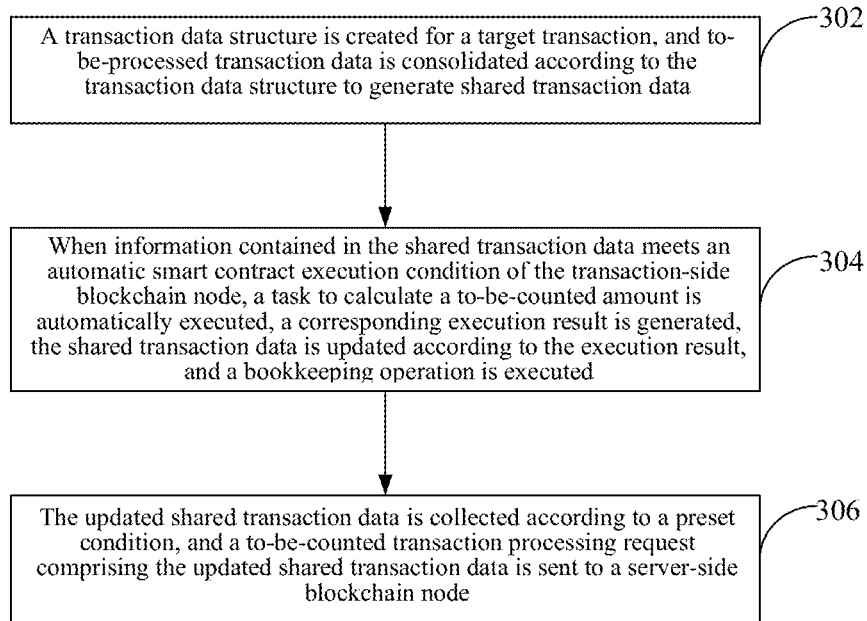 302
A transaction data structure is created for a target transaction, and to-
be-processed transaction data is consolidated according to the
transaction data structure to generate shared transaction data
When information contained in the shared transaction data meets an
automatic smart contract execution condition of the transaction-side
blockchain node, a task to calculate a to-be-counted amount is
automatically executed, a corresponding execution result is generated,
the shared transaction data is updated according to the execution result,
and a bookkeeping operation is executed
304
The updated shared transaction data is collected according to a preset
condition, and a to-be-counted transaction processing request
comprising the updated shared transaction data is sent to a server-side
blockchain node
306